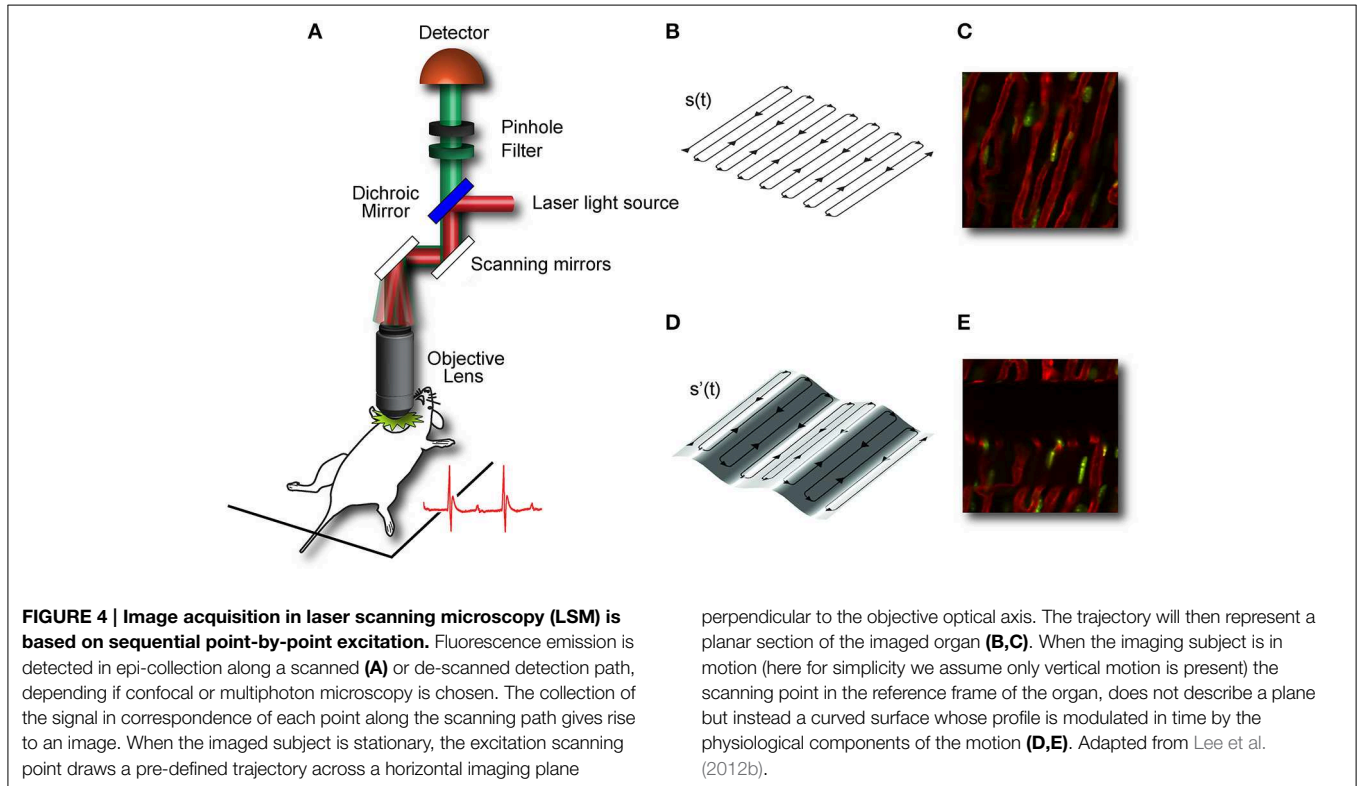 A
Detector
Pinhole
Filter
Dichroic
Mirror
Laser light source
Scanning mirrors
Objective
Lens
B
s(t)
C
D
s'(t)
E
FIGURE 4 | Image acquisition in laser scanning microscopy (LSM) is
based on sequential point-by-point excitation. Fluorescence emission is
detected in epi-collection along a scanned (A) or de-scanned detection path,
depending if confocal or multiphoton microscopy is chosen. The collection of
the signal in correspondence of each point along the scanning path gives rise
to an image. When the imaged subject is stationary, the excitation scanning
point draws a pre-defined trajectory across a horizontal imaging plane
perpendicular to the objective optical axis. The trajectory will then represent a
planar section of the imaged organ (B,C). When the imaging subject is in
motion (here for simplicity we assume only vertical motion is present) the
scanning point in the reference frame of the organ, does not describe a plane
but instead a curved surface whose profile is modulated in time by the
physiological components of the motion (D,E). Adapted from Lee et al.
(2012b).